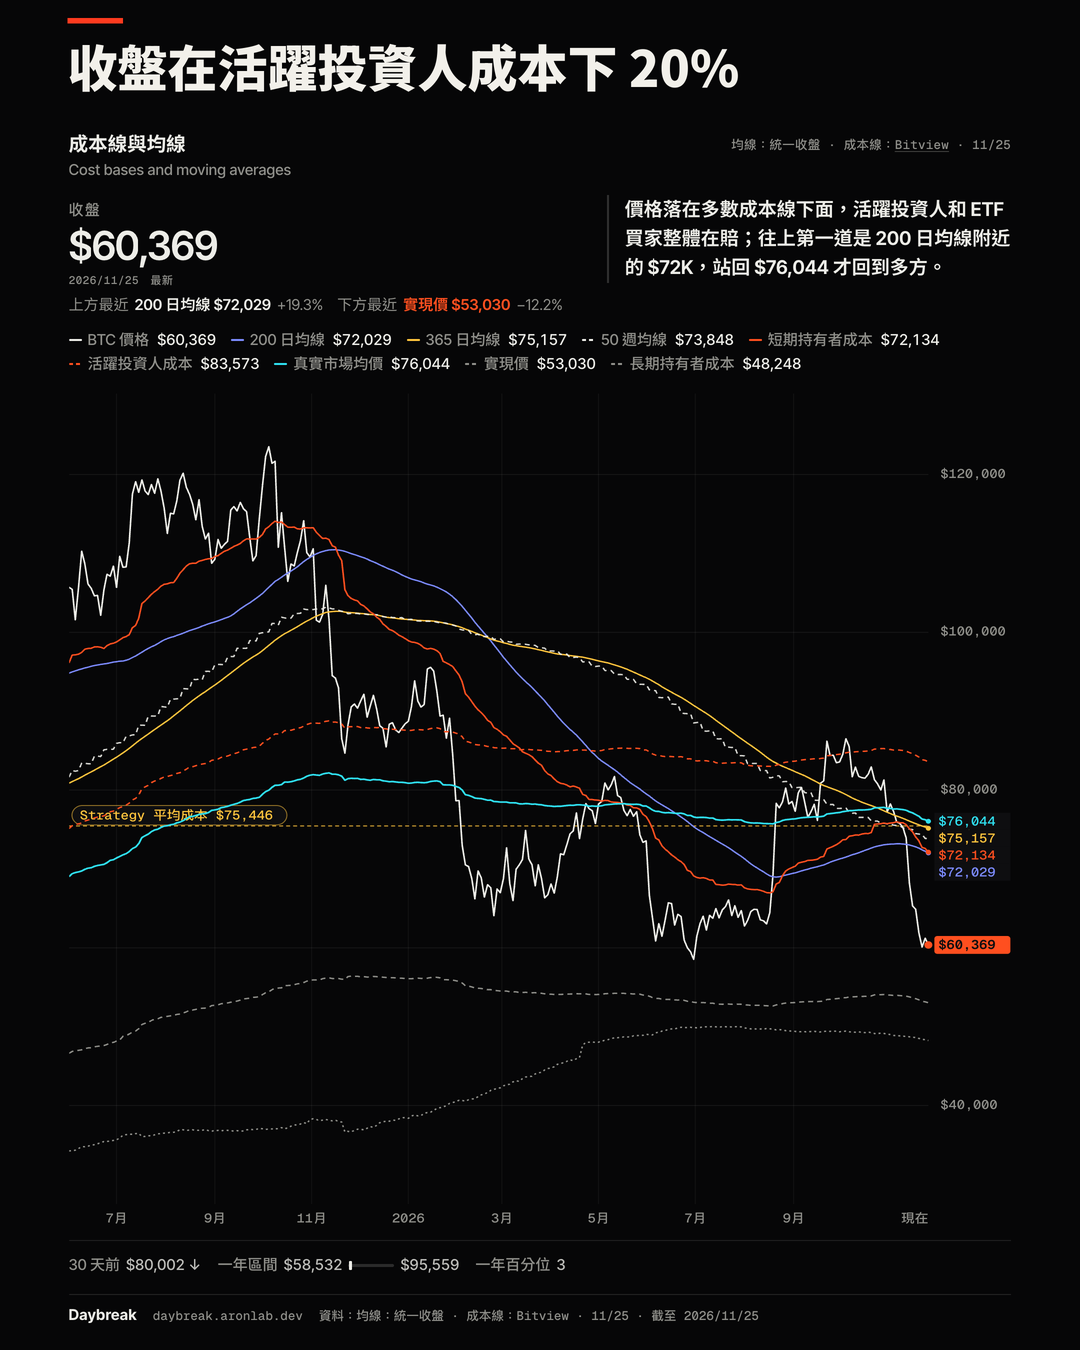 收盤在活躍投資人成本下 20%
成本線與均線
均線：統一收盤 · 成本線：Bitview · 11/25
Cost bases and moving averages
收盤
$60,369
2026/11/25 最新
價格落在多數成本線下面，活躍投資人和 ETF
買家整體在賠；往上第一道是 200 日均線附近
的 $72K，站回 $76,044 才回到多方。
上方最近 200 日均線 $72,029 +19.3% 下方最近 實現價 $53,030 −12.2%
BTC 價格 $60,369 200 日均線 $72,029 365 日均線 $75,157 50 週均線 $73,848 短期持有者成本 $72,134
活躍投資人成本 $83,573 真實市場均價 $76,044 實現價 $53,030 長期持有者成本 $48,248
$120,000
$100,000
$80,000
Strategy 平均成本 $75,446
$76,044
$75,157
$72,134
$72,029
$60,369
$40,000
7月 9月 11月 2026 3月 5月 7月 9月 現在
30 天前 $80,002 ↓ 一年區間 $58,532 $95,559 一年百分位 3
Daybreak daybreak.aronlab.dev 資料：均線：統一收盤 · 成本線：Bitview · 11/25 · 截至 2026/11/25